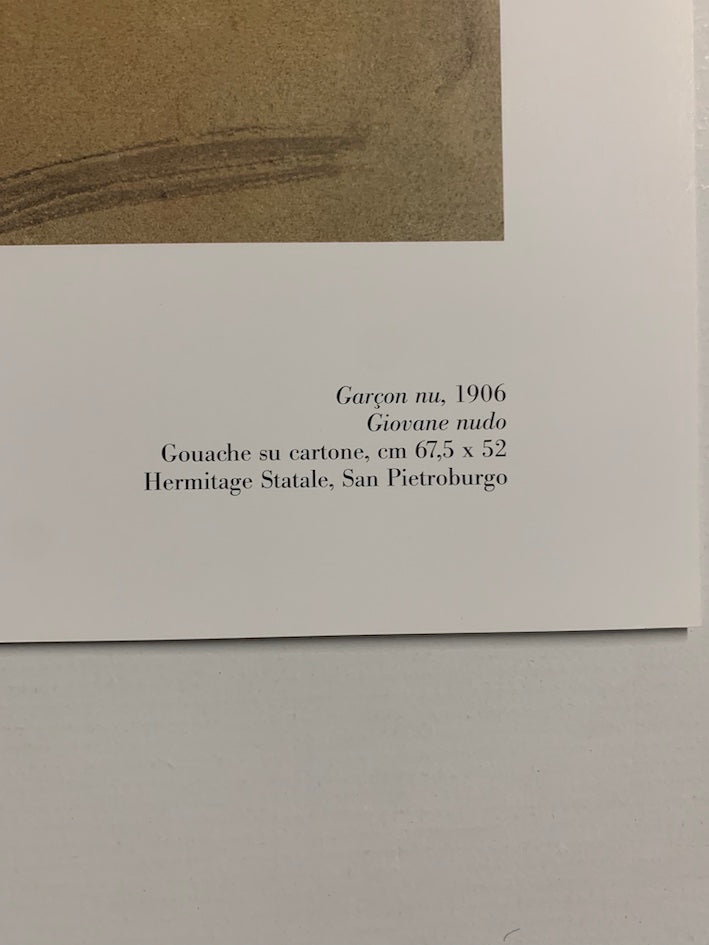 Garçon nu, 1906
Giovane nudo
Gouache su cartone, cm 67,5 x 52
Hermitage Statale, San Pietroburgo